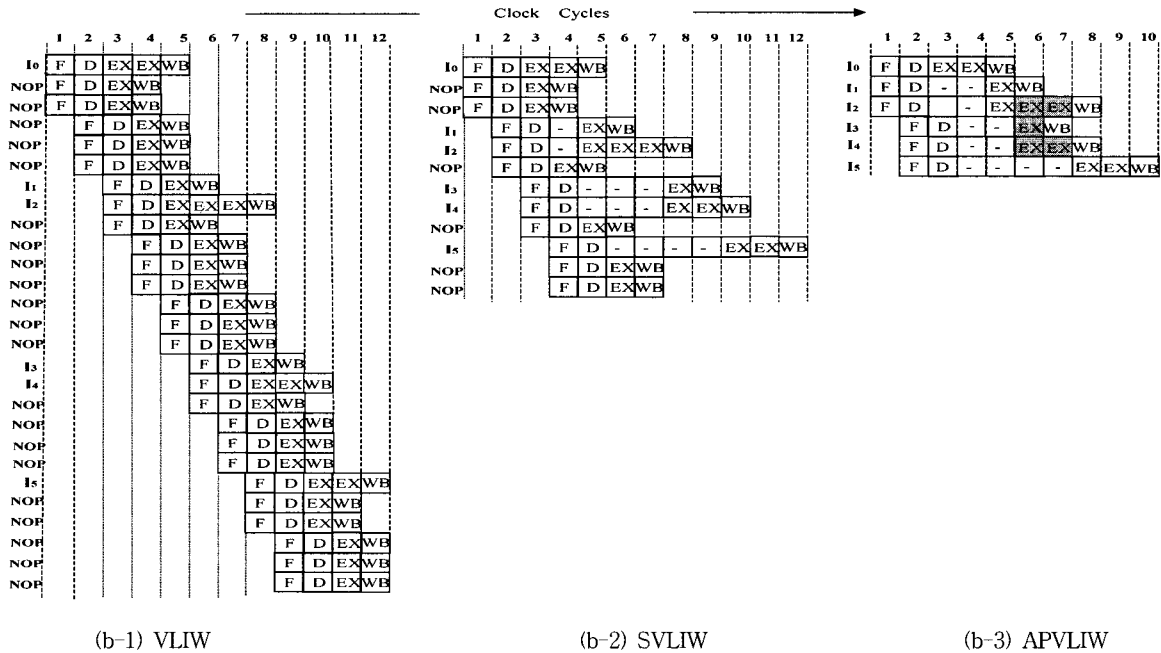 Clock Cycles
1 2 3 4 5 6 7 8 9 10 11 12
I0 F D EX EX WB
NOP F D EX WB
NOP F D EX WB
NOP F D EX WB
NOP F D EX WB
NOP F D EX WB
I1 F D EX WB
I2 F D EX EX EX WB
NOP F D EX WB
NOP F D EX WB
NOP F D EX WB
NOP F D EX WB
NOP F D EX WB
NOP F D EX WB
NOP F D EX WB
I3 F D EX WB
I4 F D EX EX WB
NOP F D EX WB
NOP F D EX WB
NOP F D EX WB
NOP F D EX WB
I5 F D EX EX WB
NOP F D EX WB
NOP F D EX WB
NOP F D EX WB
NOP F D EX WB
NOP F D EX WB
(b-1) VLIW
1 2 3 4 5 6 7 8 9 10 11 12
I0 F D EX EX WB
NOP F D EX WB
NOP F D EX WB
I1 F D - EX WB
I2 F D - EX EX EX WB
NOP F D EX WB
I3 F D - - - EX WB
I4 F D - - - EX EX WB
NOP F D EX WB
I5 F D - - - - EX EX WB
NOP F D EX WB
NOP F D EX WB
(b-2) SVLIW
1 2 3 4 5 6 7 8 9 10
I0 F D EX EX WB
I1 F D - - EX WB
I2 F D - EX EX EX WB
I3 F D - - EX WB
I4 F D - - EX EX WB
I5 F D - - - - EX EX WB
(b-3) APVLIW